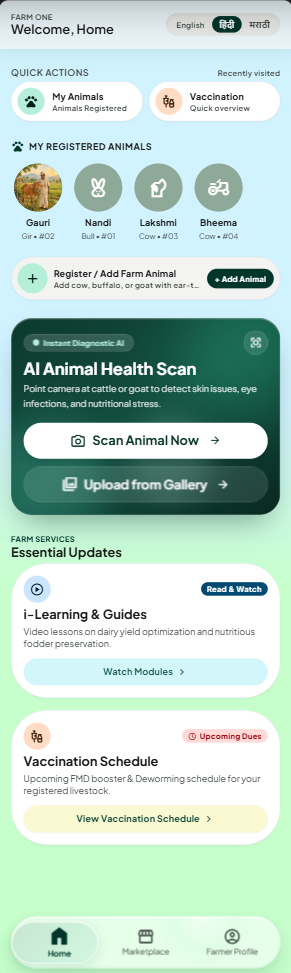 FARM ONE
Welcome, Home
English हिंदी मराठी
QUICK ACTIONS
Recently visited
My Animals
Animals Registered
Vaccination
Quick overview
MY REGISTERED ANIMALS
Gauri
Gir • #02
Nandi
Bull • #01
Lakshmi
Cow • #03
Bheema
Cow • #04
Register / Add Farm Animal
Add cow, buffalo, or goat with ear-t...
+ Add Animal
Instant Diagnostic AI
AI Animal Health Scan
Point camera at cattle or goat to detect skin issues, eye
infections, and nutritional stress.
Scan Animal Now →
Upload from Gallery →
FARM SERVICES
Essential Updates
Read & Watch
i-Learning & Guides
Video lessons on dairy yield optimization and nutritious
fodder preservation.
Watch Modules >
Upcoming Dues
Vaccination Schedule
Upcoming FMD booster & Deworming schedule for your
registered livestock.
View Vaccination Schedule >
Home
Marketplace
Farmer Profile